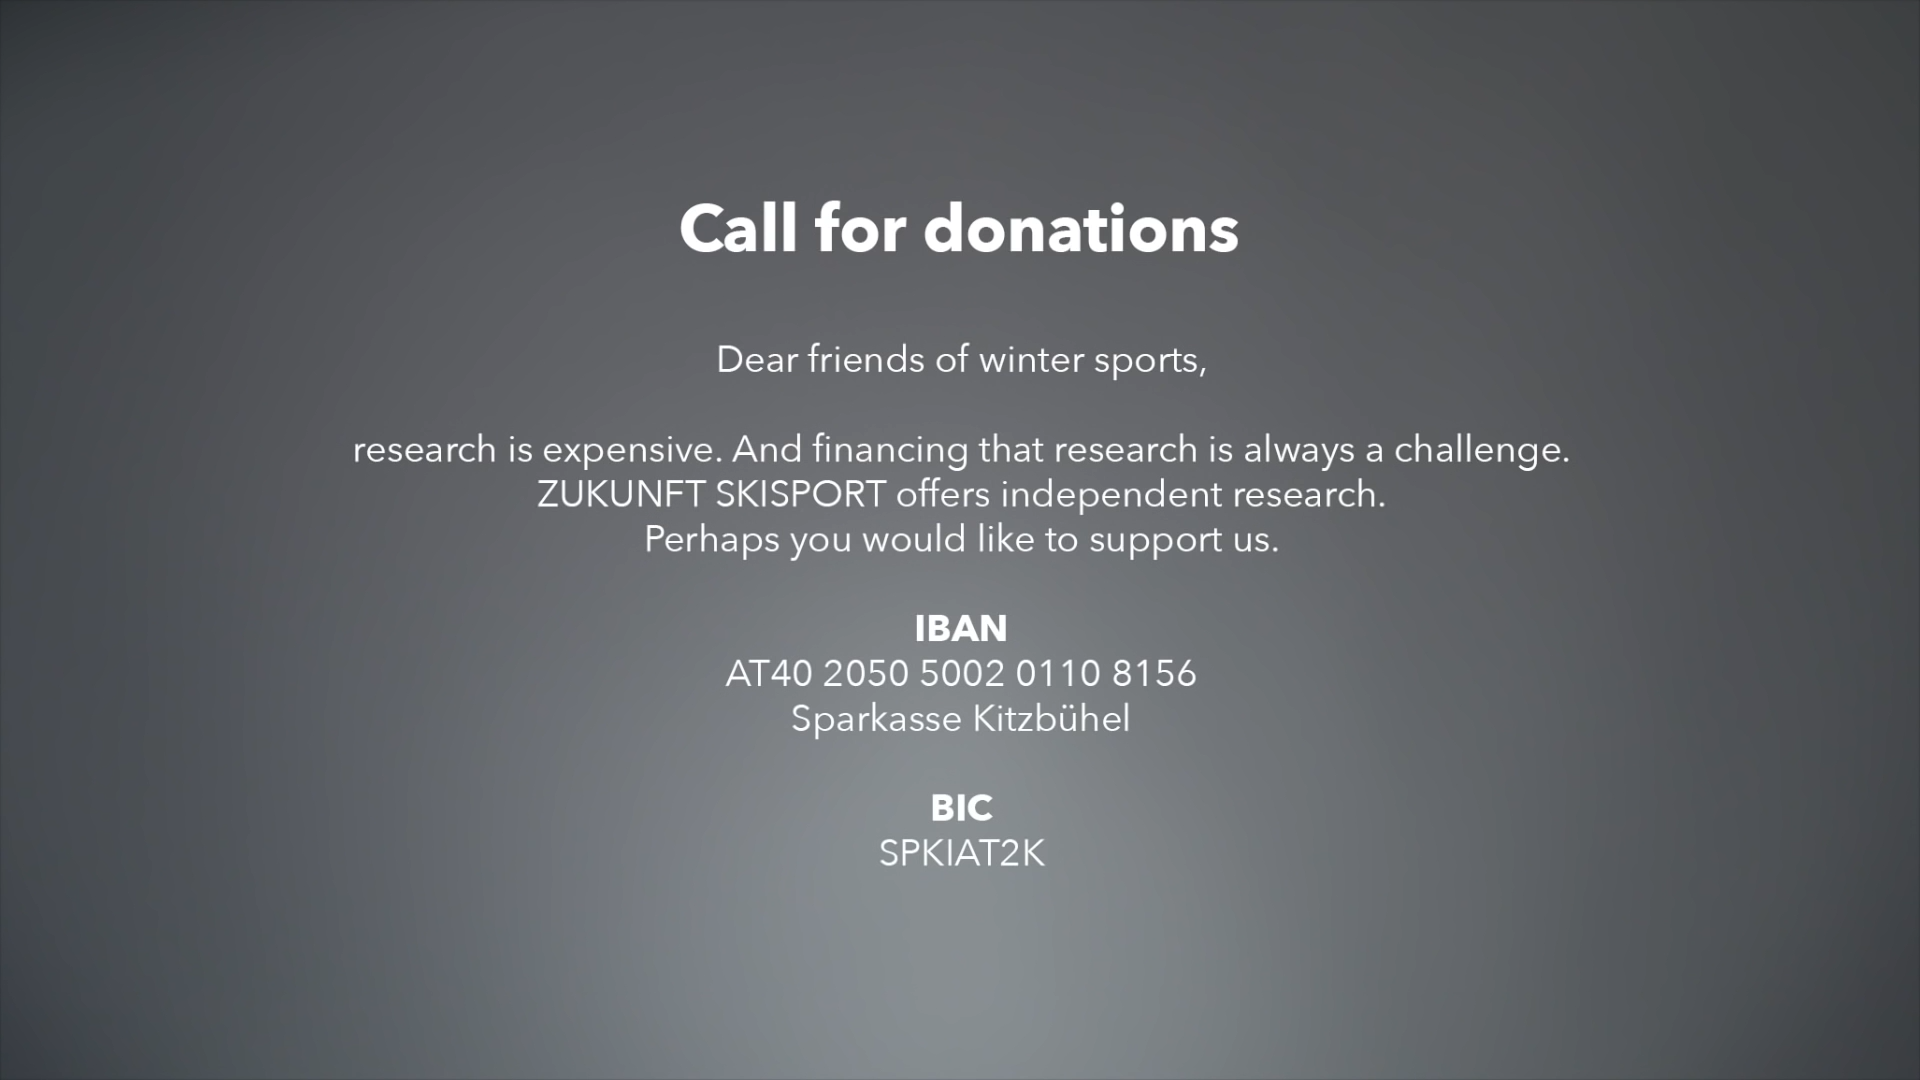 Call for donations
Dear friends of winter sports,
research is expensive. And financing that research is always a challenge.
ZUKUNFT SKISPORT offers independent research.
Perhaps you would like to support us.
IBAN
AT40 2050 5002 0110 8156
Sparkasse Kitzbühel
BIC
SPKIAT2K